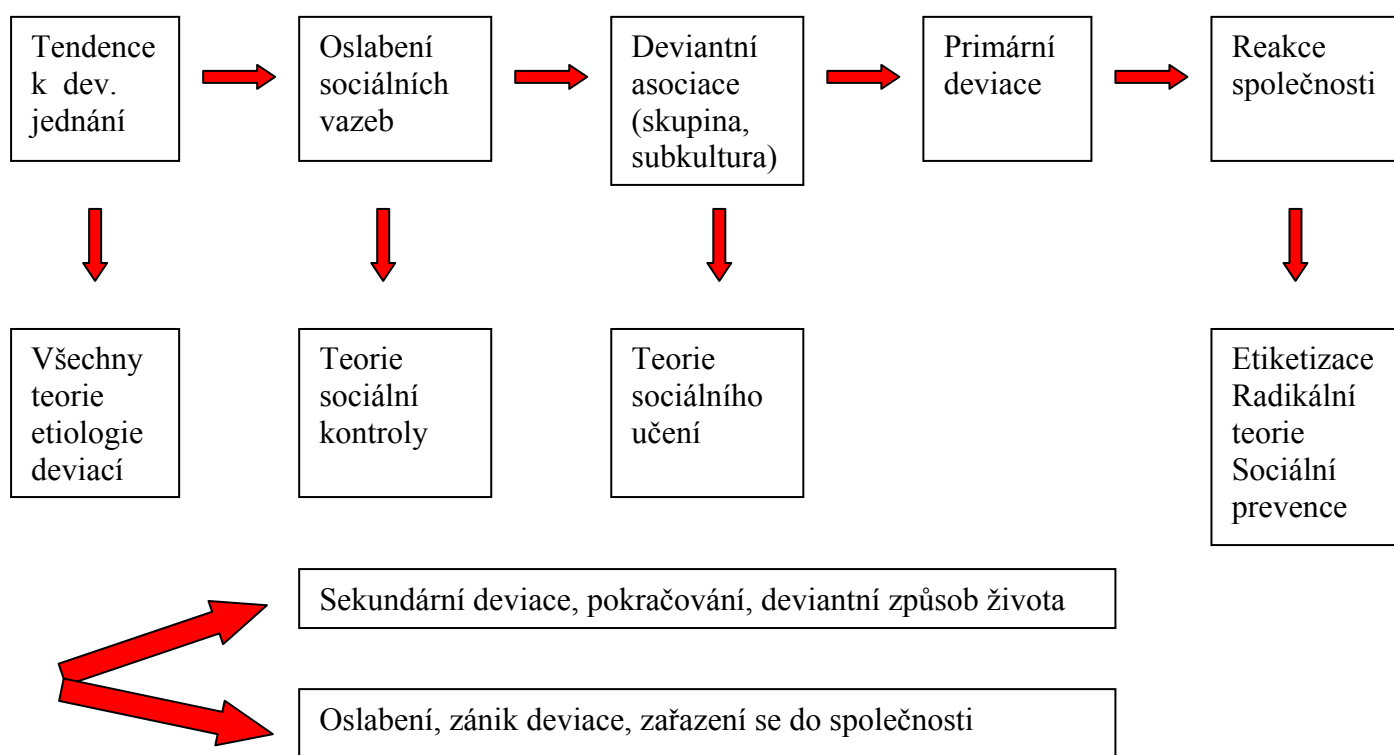 Tendence
k dev.
jednání
Oslabení
sociálních
vazeb
Deviantní
asociace
(skupina,
subkultura)
Primární
deviace
Reakce
společnosti
Všechny
teorie
etiologie
deviací
Teorie
sociální
kontroly
Teorie
sociálního
učení
Etiketizace
Radikální
teorie
Sociální
prevence
Sekundární deviace, pokračování, deviantní způsob života
Oslabení, zánik deviace, zařazení se do společnosti